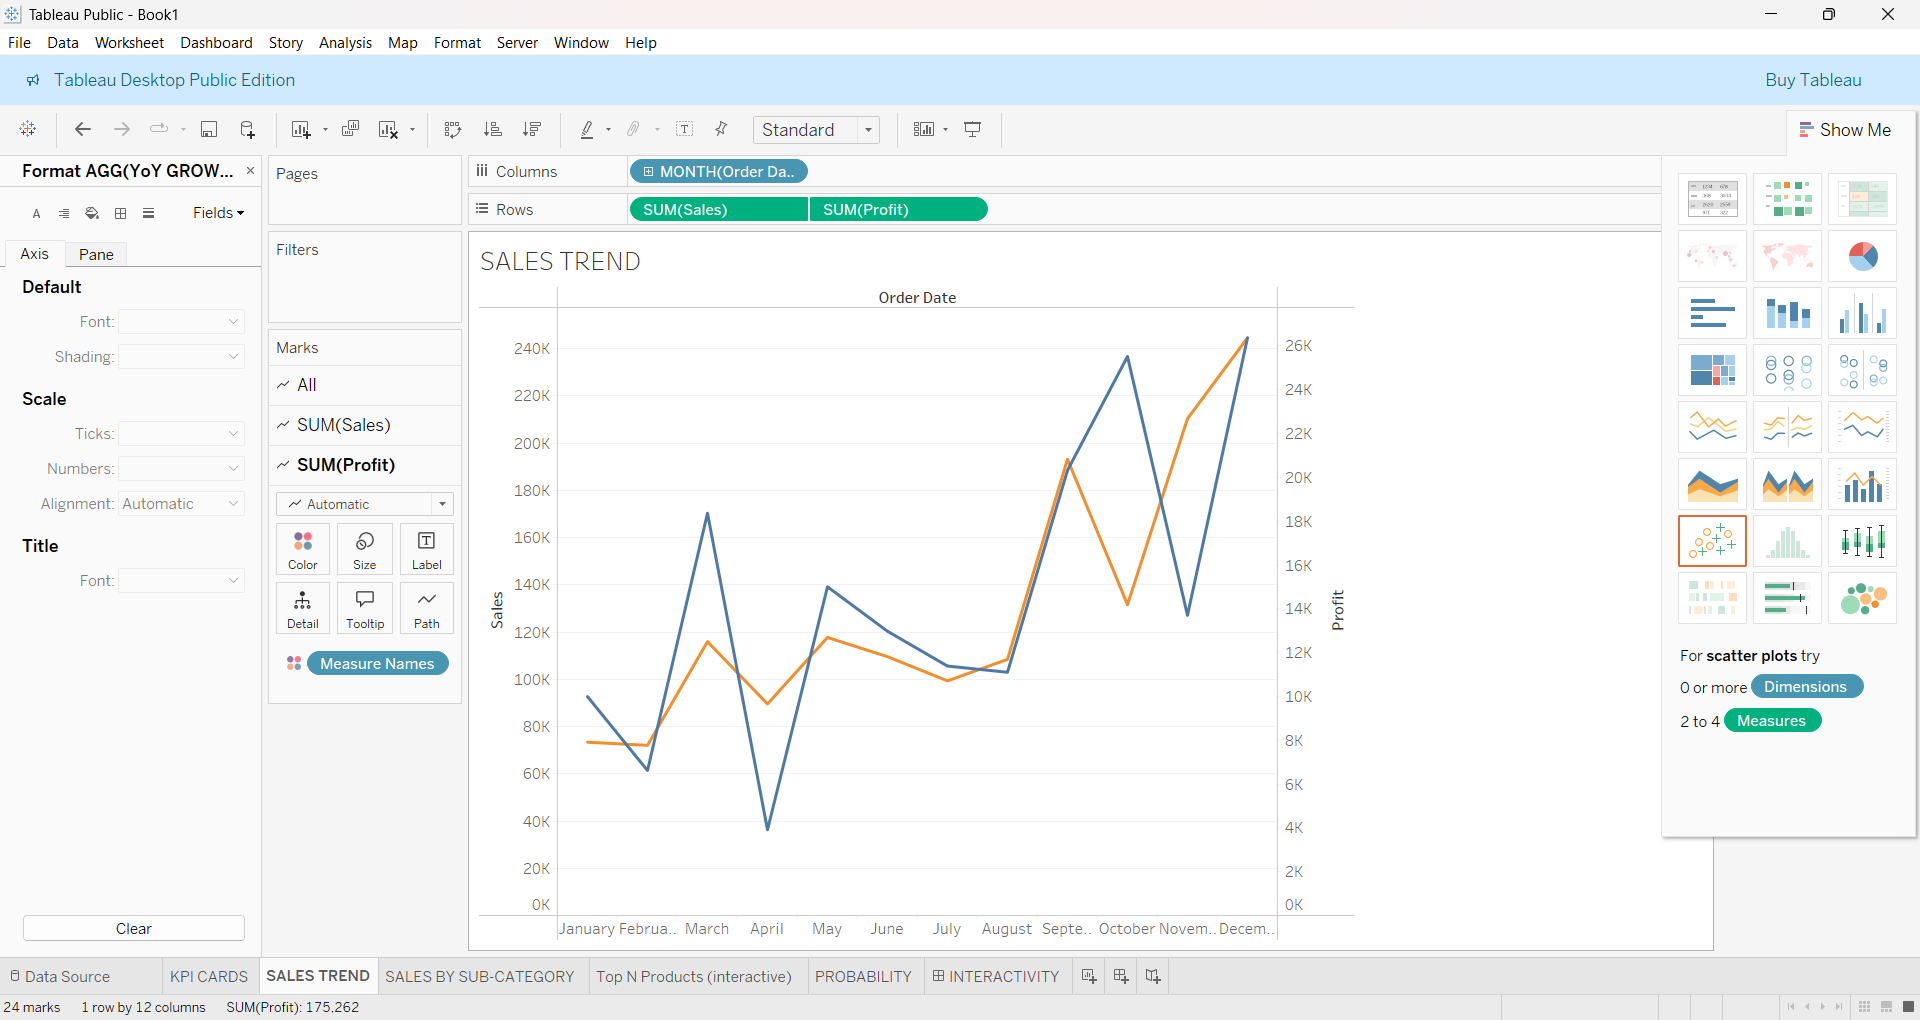 Tableau Public - Book1
File Data Worksheet Dashboard Story Analysis Map Format Server Window Help
Tableau Desktop Public Edition
Buy Tableau
Standard
Show Me
Format AGG(YoY GROW...
Fields
Axis
Pane
Default
Font:
Shading:
Scale
Ticks:
Numbers:
Alignment: Automatic
Title
Font:
Clear
Pages
Filters
Marks
All
SUM(Sales)
SUM(Profit)
Automatic
Color
Size
Label
Detail
Tooltip
Path
Measure Names
Columns
MONTH(Order Da..
Rows
SUM(Sales)
SUM(Profit)
SALES TREND
Order Date
240K
220K
200K
180K
160K
140K
120K
100K
80K
60K
40K
20K
0K
Sales
26K
24K
22K
20K
18K
16K
14K
12K
10K
8K
6K
4K
2K
0K
Profit
January Februa.. March April May June July August Septe.. October Novem.. Decem..
For scatter plots try
0 or more Dimensions
2 to 4 Measures
Data Source
KPI CARDS
SALES TREND
SALES BY SUB-CATEGORY
Top N Products (interactive)
PROBABILITY
INTERACTIVITY
24 marks
1 row by 12 columns
SUM(Profit): 175,262